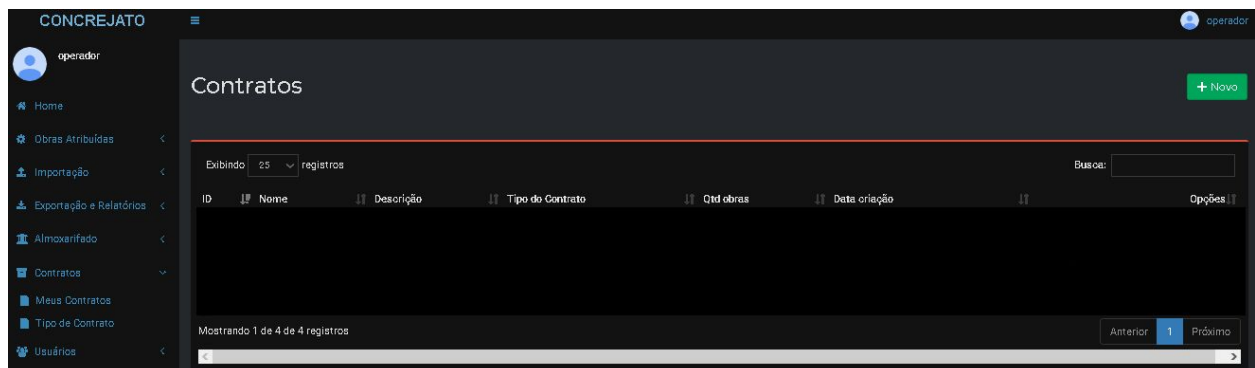 CONCREJATO
operador
operador
Home
Obras Atribuídas
Importação
Exportação e Relatórios
Almoxarifado
Contratos
Meus Contratos
Tipo de Contrato
Usuários
Contratos
+ Novo
Exibindo 25 registros
Busca:
ID Nome Descrição Tipo do Contrato Qtd obras Data criação Opções
Mostrando 1 de 4 de 4 registros
Anterior 1 Próximo